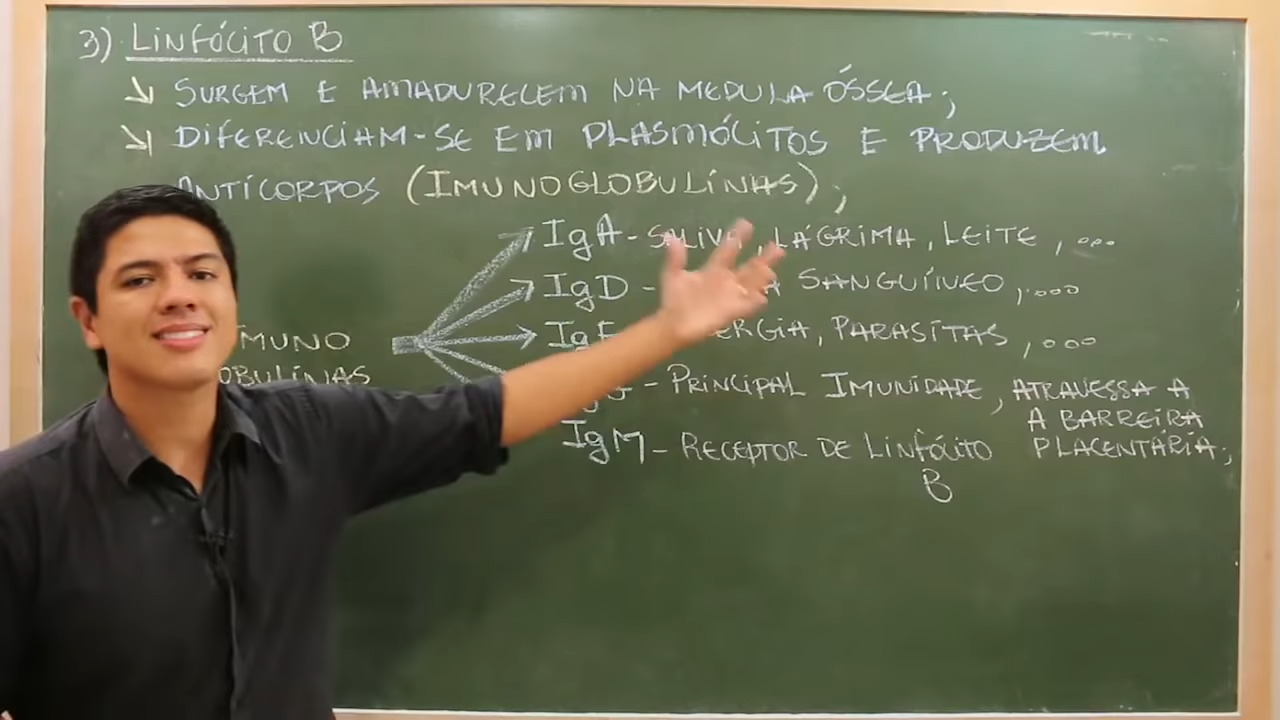 3) LINFÓCITO B
SURGEM E AMADURECEM NA MEDULA ÓSSEA;
DIFERENCIAM-SE EM PLASMÓCITOS E PRODUZEM
ANTICORPOS (IMUNOGLOBULINAS);
IgA - SALIVA, LÁGRIMA, LEITE, ...
IgD - SANGUÍNEO, ...
PARASITAS, ...
MUNO
OBULINAS
- PRINCIPAL IMUNIDADE, ATRAVESSA A
A BARREIRA
PLACENTÁRIA;
IgM - RECEPTOR DE LINFÓCITO
B